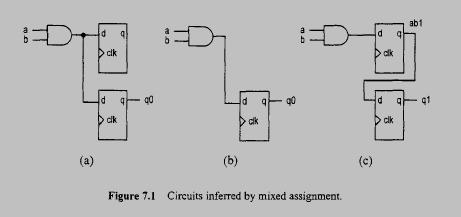 ab1
a
b
d q
clk
d q q0
clk
a
b
d q q0
clk
a
b
d q
clk
d q q1
clk
(a) (b) (c)
Figure 7.1 Circuits inferred by mixed assignment.